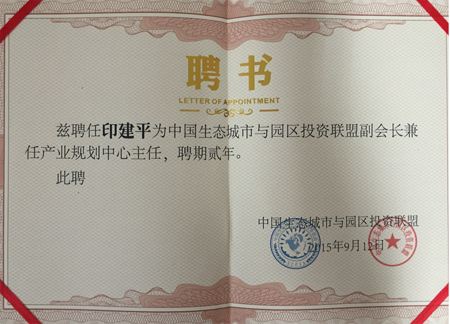 聘书
LETTER OF APPOINTMENT
兹聘任印建平为中国生态城市与园区投资联盟副会长兼
任产业规划中心主任，聘期贰年。
此聘
中国生态城市与园区投资联盟
2015年9月12日